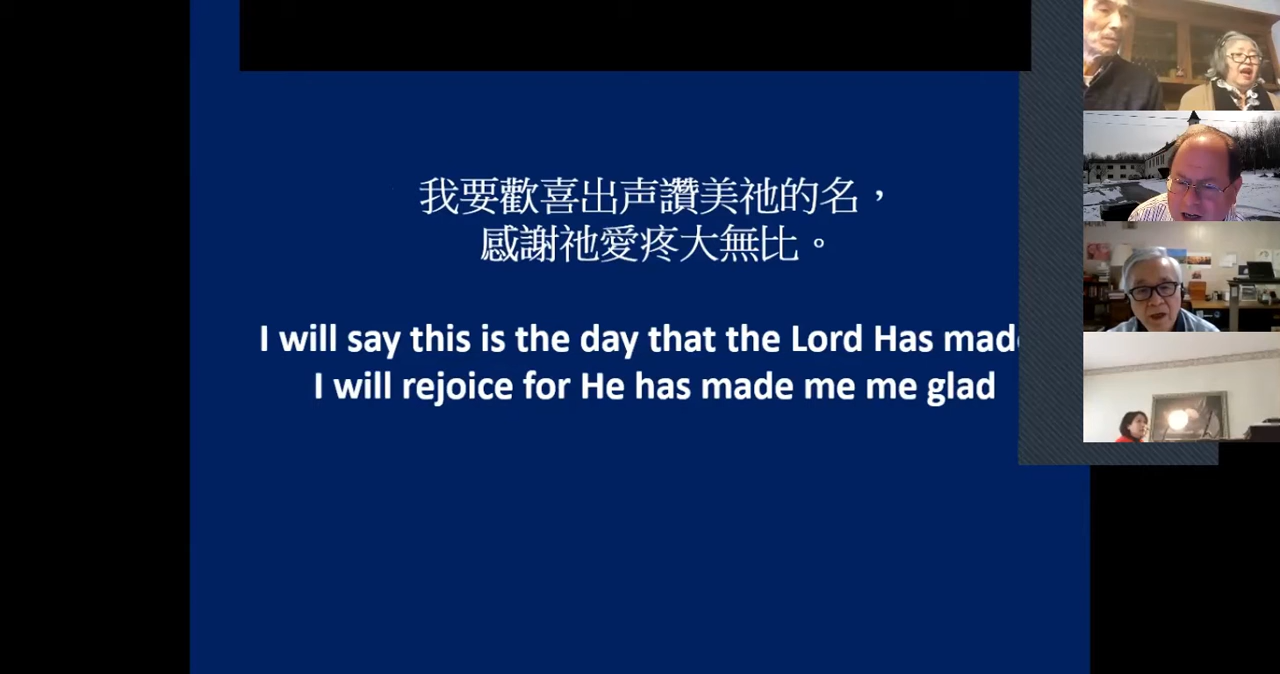 我要歡喜出声讚美祂的名，
感謝祂愛疼大無比。
I will say this is the day that the Lord Has mad
I will rejoice for He has made me me glad